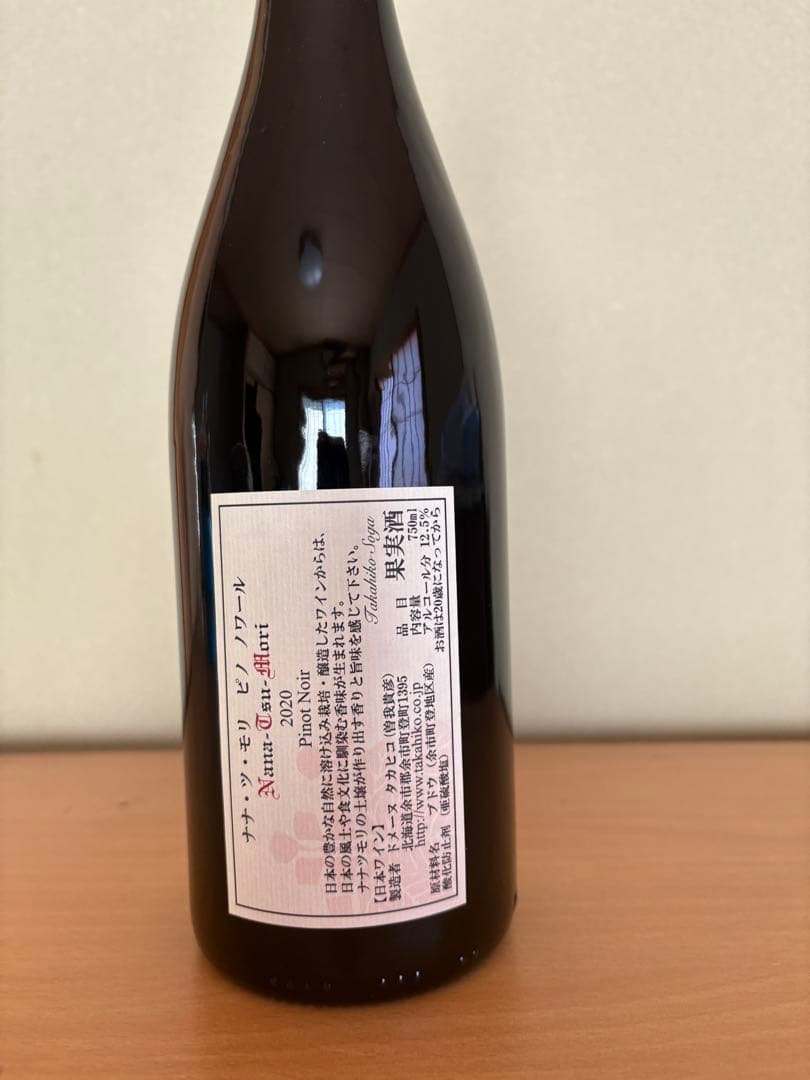 ナナ・ツ・モリ ピノ ノワール
Nana-Tsu-Mori
2020
Pinot Noir
日本の豊かな自然に溶け込み栽培・醸造したワインからは、
日本の風土や食文化に馴染む香味が生まれます。
ナナツモリの土壌が作り出す香りと旨味を感じて下さい。
Takahiko Soga
【日本ワイン】
製造者 ドメーヌ タカヒコ(曽我貴彦)
北海道余市郡余市町登町1395
http://www.takahiko.co.jp
原材料名 ブドウ(余市町登地区産)
酸化防止剤(亜硫酸塩)
品目 果実酒
内容量 750ml
アルコール分 12.5%
お酒は20歳になってから